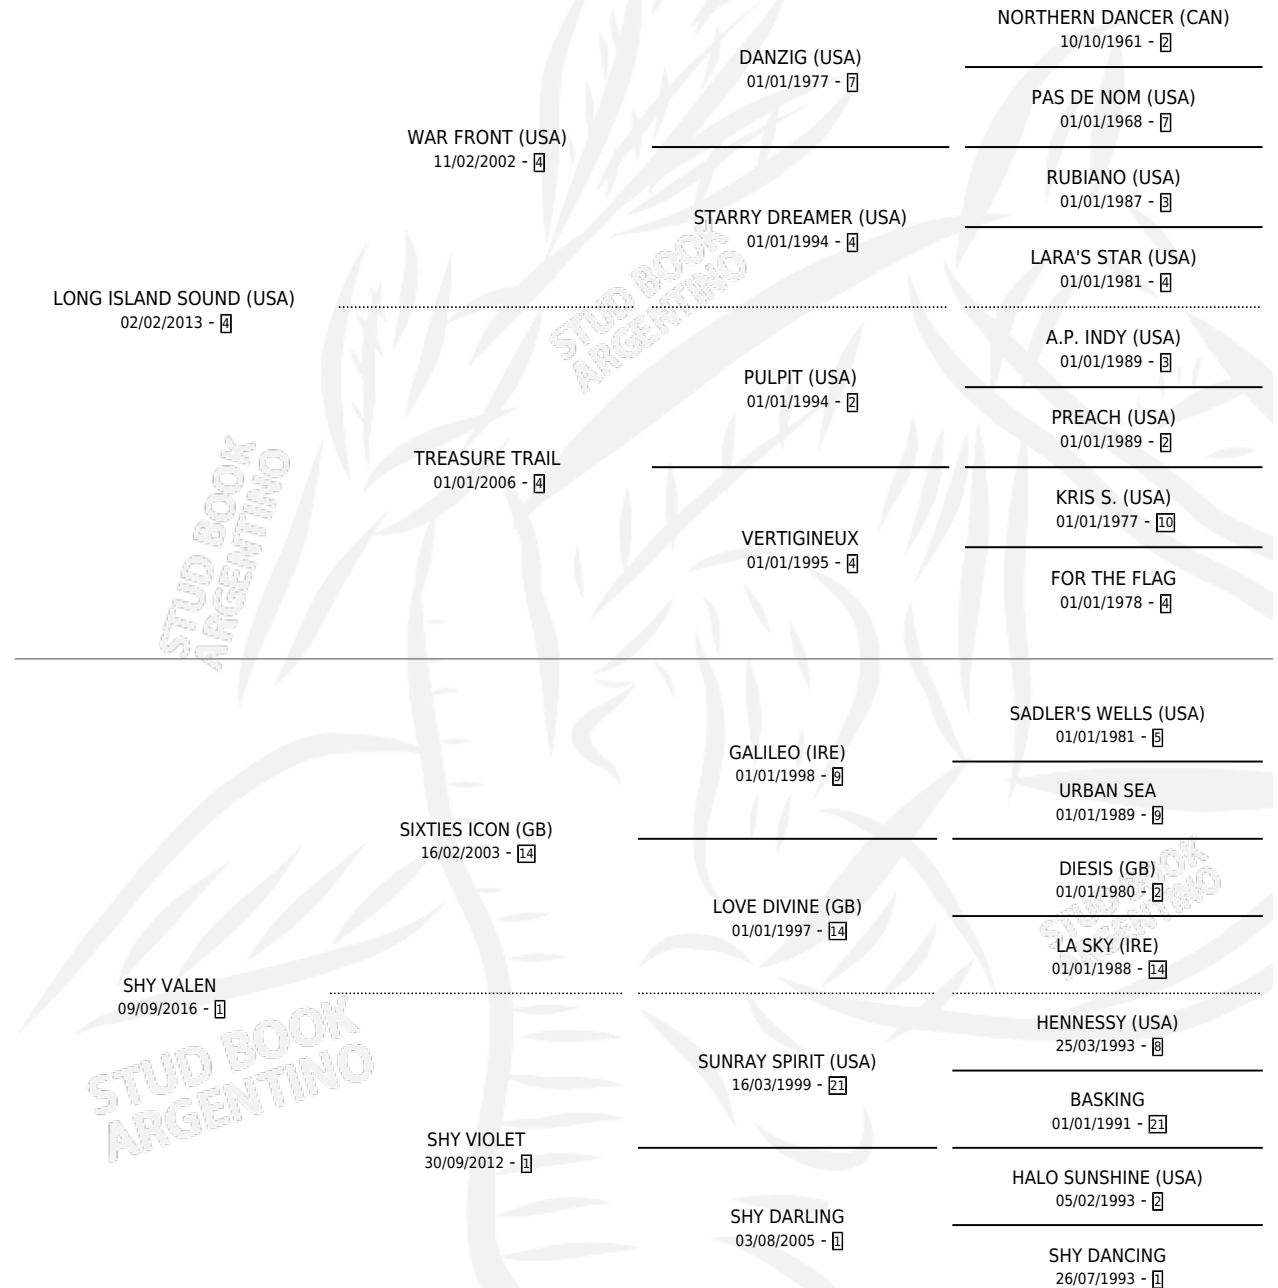 NORTHERN DANCER (CAN)
10/10/1961 - 2
DANZIG (USA)
01/01/1977 - 7
PAS DE NOM (USA)
01/01/1968 - 7
WAR FRONT (USA)
11/02/2002 - 4
RUBIANO (USA)
01/01/1987 - 3
STARRY DREAMER (USA)
01/01/1994 - 4
LARA'S STAR (USA)
01/01/1981 - 4
LONG ISLAND SOUND (USA)
02/02/2013 - 4
A.P. INDY (USA)
01/01/1989 - 3
PULPIT (USA)
01/01/1994 - 2
PREACH (USA)
01/01/1989 - 2
TREASURE TRAIL
01/01/2006 - 4
KRIS S. (USA)
01/01/1977 - 10
VERTIGINEUX
01/01/1995 - 4
FOR THE FLAG
01/01/1978 - 4
SADLER'S WELLS (USA)
01/01/1981 - 5
GALILEO (IRE)
01/01/1998 - 9
URBAN SEA
01/01/1989 - 9
SIXTIES ICON (GB)
16/02/2003 - 14
DIESIS (GB)
01/01/1980 - 2
LOVE DIVINE (GB)
01/01/1997 - 14
LA SKY (IRE)
01/01/1988 - 14
SHY VALEN
09/09/2016 - 1
HENNESSY (USA)
25/03/1993 - 8
SUNRAY SPIRIT (USA)
16/03/1999 - 21
BASKING
01/01/1991 - 21
SHY VIOLET
30/09/2012 - 1
HALO SUNSHINE (USA)
05/02/1993 - 2
SHY DARLING
03/08/2005 - 1
SHY DANCING
26/07/1993 - 1
STUD BOOK
ARGENTINO
STUD BOOK
ARGENTINO
STUD BOOK
ARGENTINO
STUD BOOK
ARGENTINO